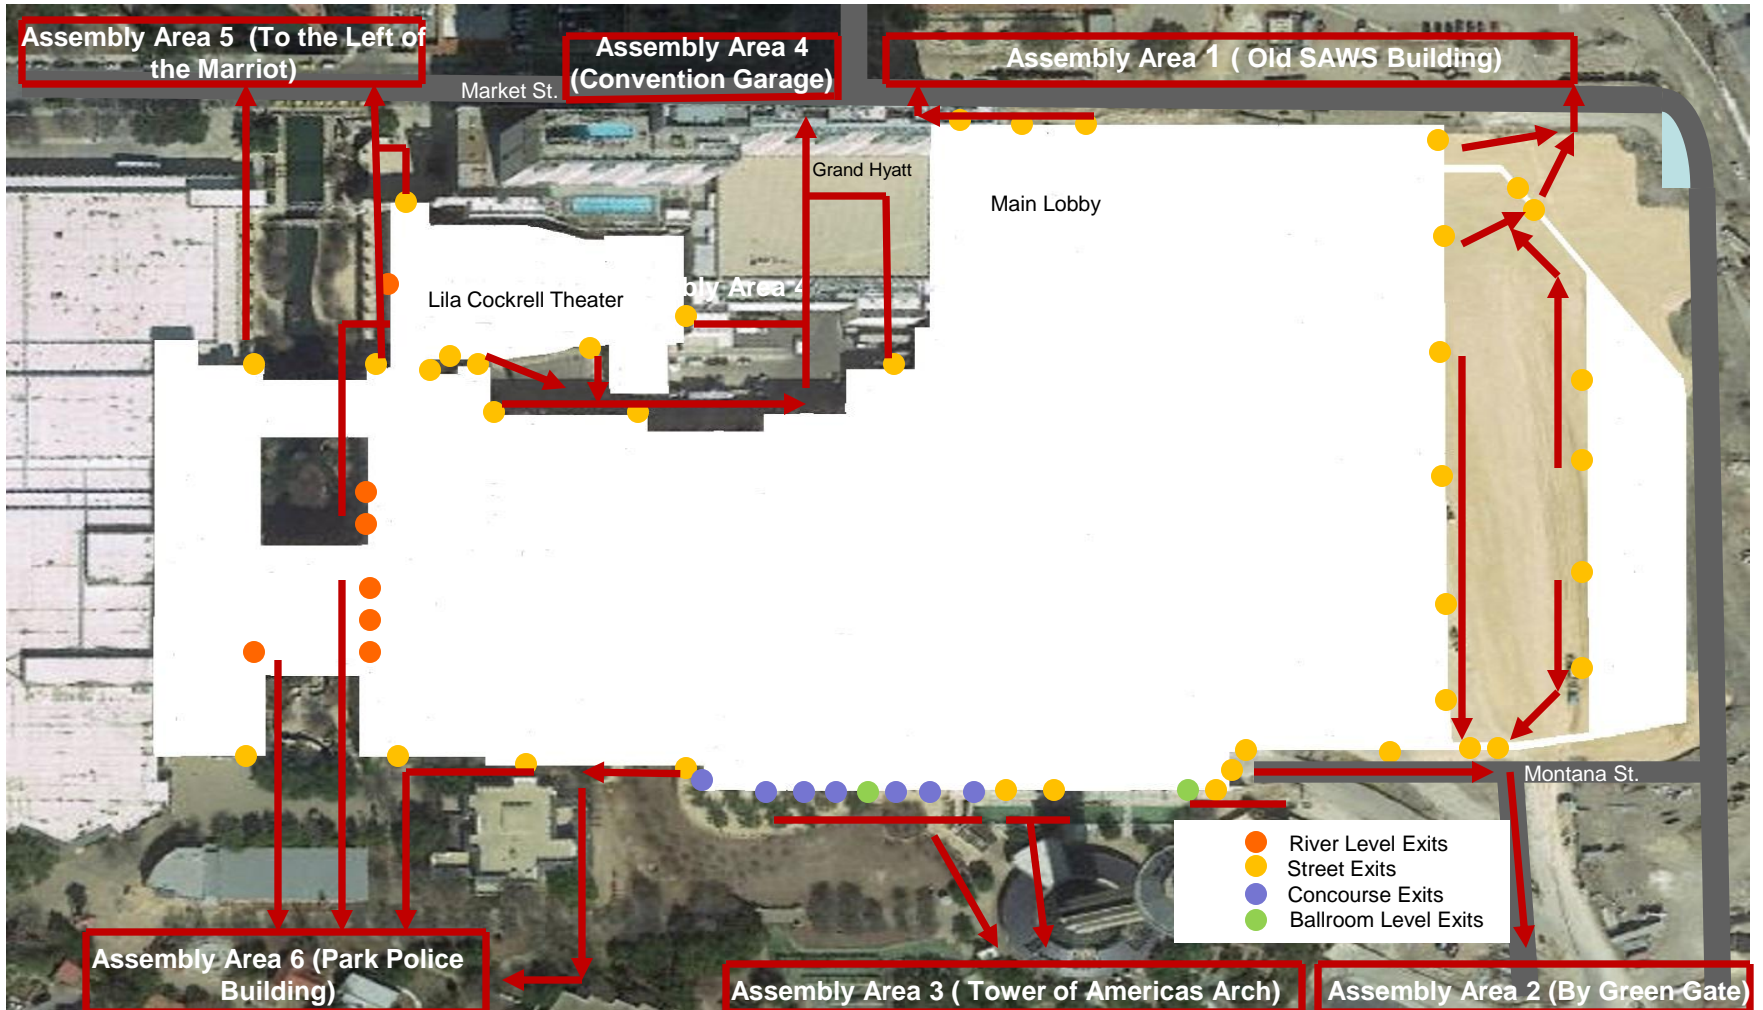 Assembly Area 5  (To the Left of
the Marriot)
Assembly Area 4
(Convention Garage)
Assembly Area 1 ( Old SAWS Building)
Market St.
Grand Hyatt
Main Lobby
bly Area 4
Lila Cockrell Theater
Montana St.
River Level Exits
Street Exits
Concourse Exits
Ballroom Level Exits
Assembly Area 6 (Park Police
Building)
Assembly Area 3 ( Tower of Americas Arch)
Assembly Area 2 (By Green Gate)